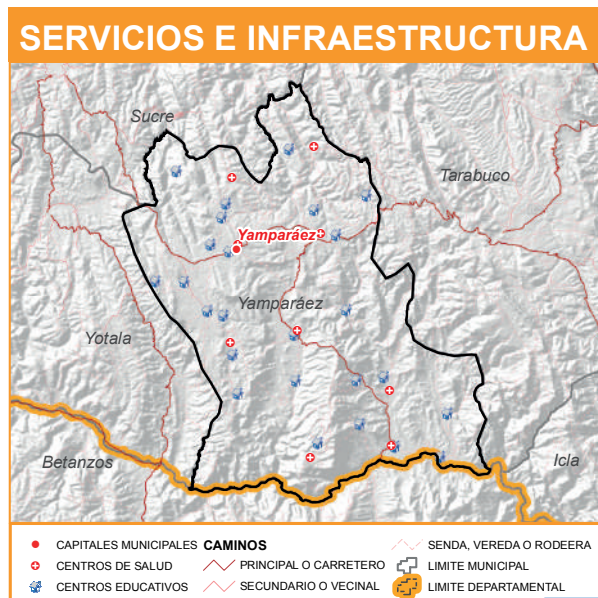 SERVICIOS E INFRAESTRUCTURA
Sucre
Tarabuco
Yamparáez
Yamparáez
Yotala
Betanzos
Icla
CAPITALES MUNICIPALES
CENTROS DE SALUD
CENTROS EDUCATIVOS
CAMINOS
PRINCIPAL O CARRETERO
SECUNDARIO O VECINAL
SENDA, VEREDA O RODEERA
LIMITE MUNICIPAL
LIMITE DEPARTAMENTAL